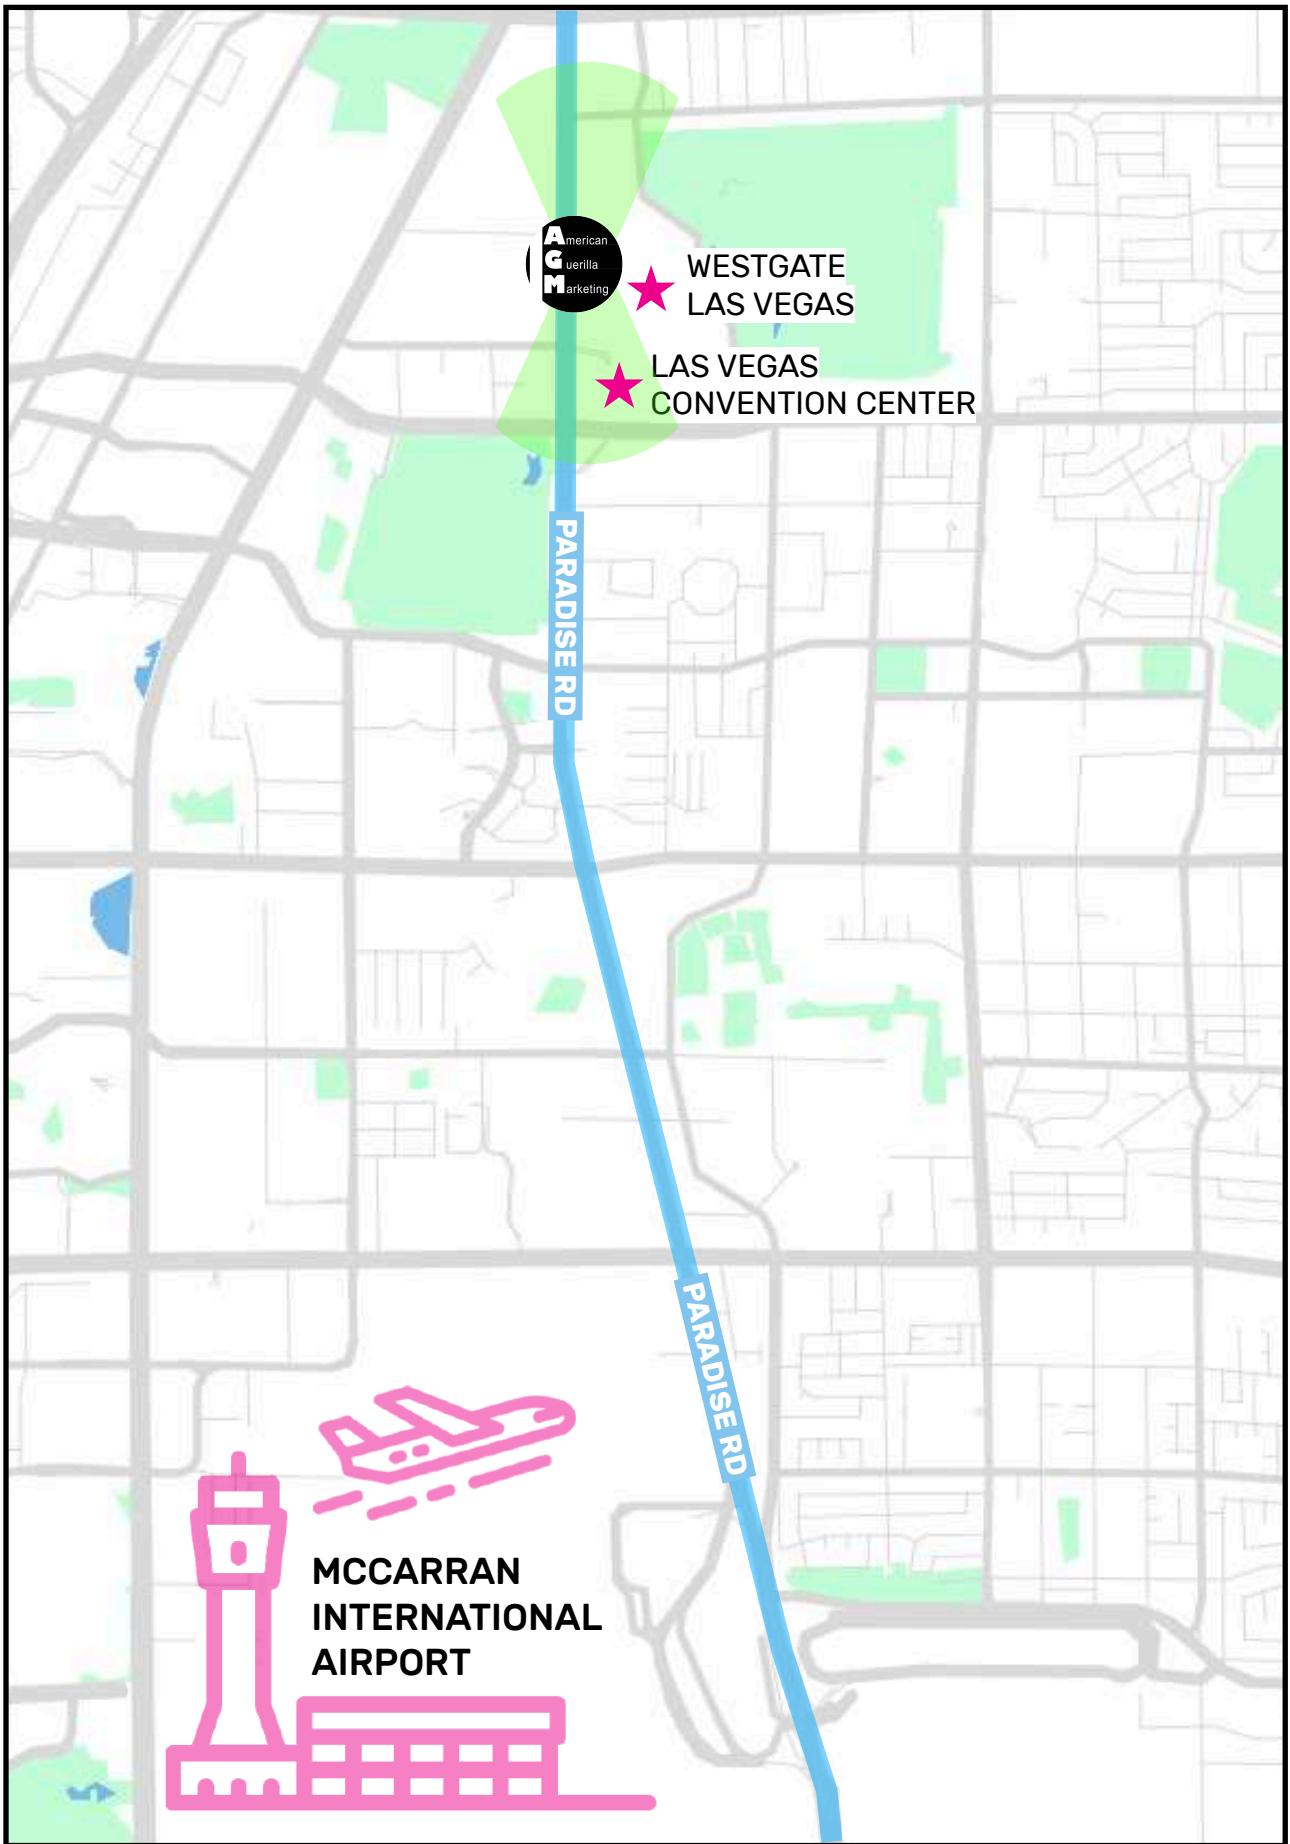 American
Guerilla
Marketing
WESTGATE
LAS VEGAS
LAS VEGAS
CONVENTION CENTER
PARADISE RD
PARADISE RD
MCCARRAN
INTERNATIONAL
AIRPORT